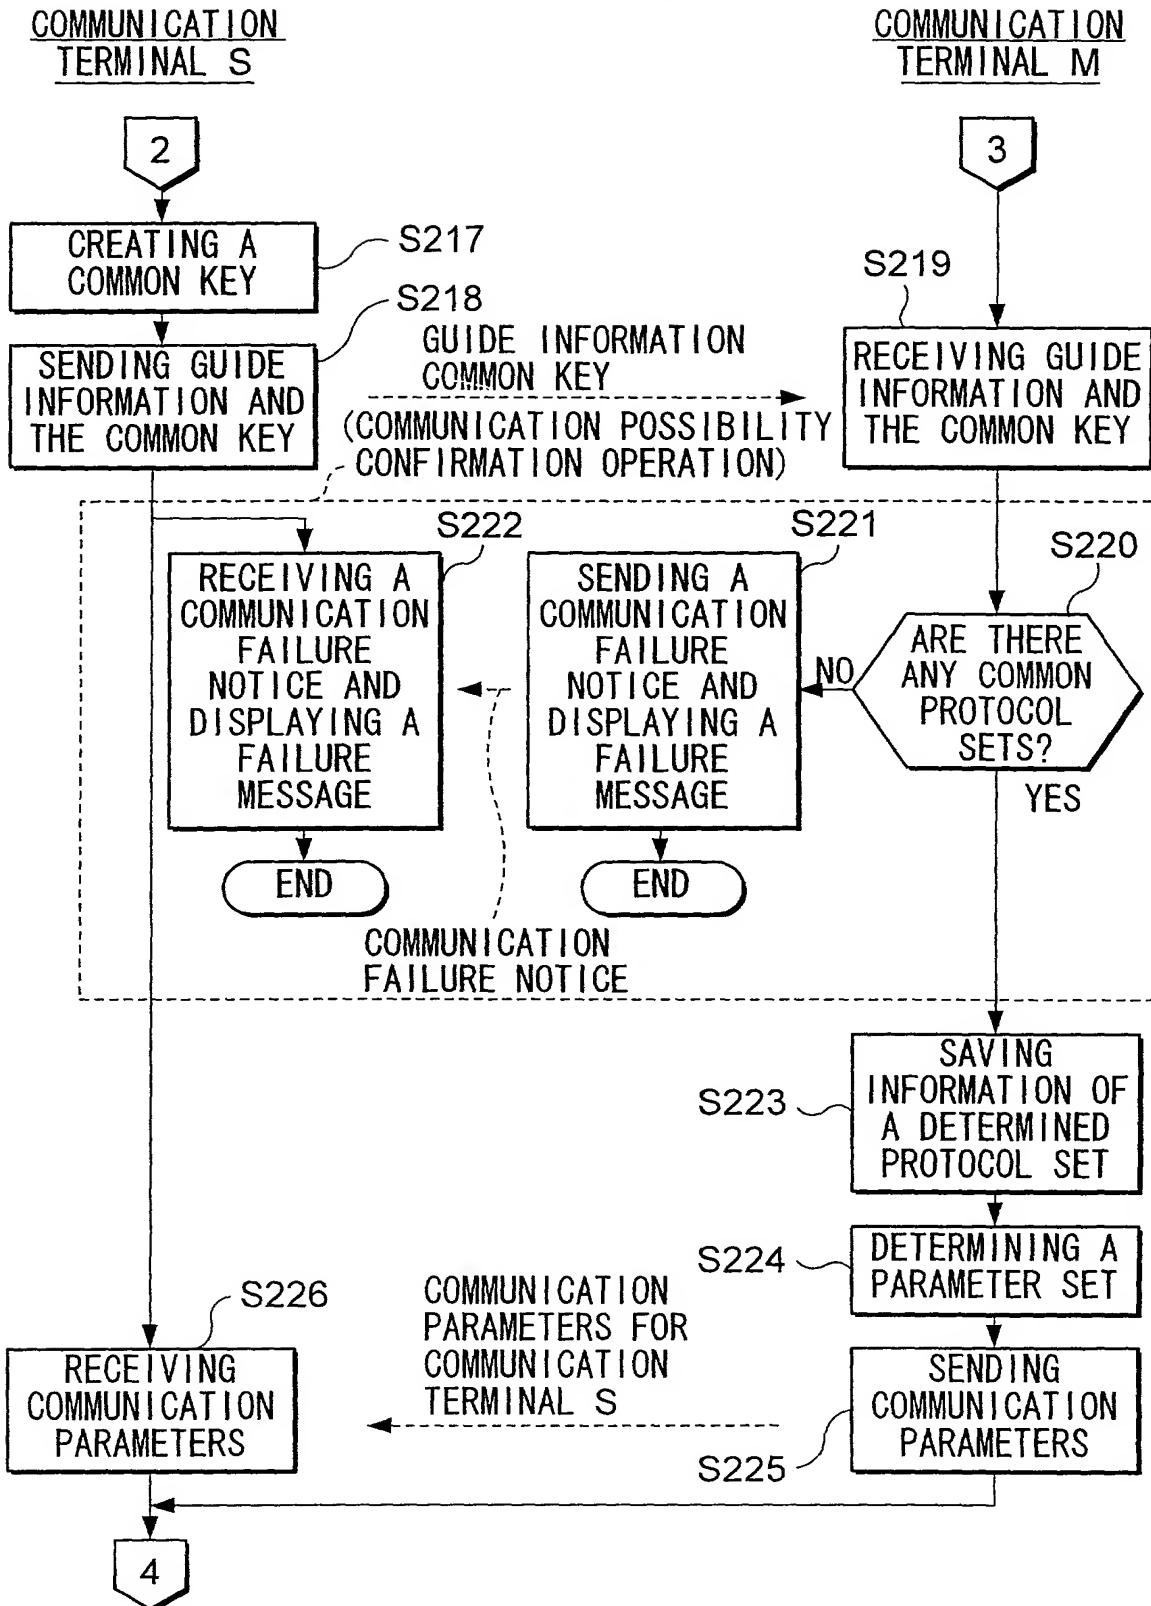 COMMUNICATION
TERMINAL S
COMMUNICATION
TERMINAL M
2
3
CREATING A
COMMON KEY
S217
S218
SENDING GUIDE
INFORMATION AND
THE COMMON KEY
GUIDE INFORMATION
COMMON KEY
(COMMUNICATION POSSIBILITY
CONFIRMATION OPERATION)
S219
RECEIVING GUIDE
INFORMATION AND
THE COMMON KEY
S222
RECEIVING A
COMMUNICATION
FAILURE
NOTICE AND
DISPLAYING A
FAILURE
MESSAGE
END
S221
SENDING A
COMMUNICATION
FAILURE
NOTICE AND
DISPLAYING A
FAILURE
MESSAGE
END
S220
ARE THERE
ANY COMMON
PROTOCOL
SETS?
NO
YES
COMMUNICATION
FAILURE NOTICE
S223
SAVING
INFORMATION OF
A DETERMINED
PROTOCOL SET
S224
DETERMINING A
PARAMETER SET
S226
RECEIVING
COMMUNICATION
PARAMETERS
COMMUNICATION
PARAMETERS FOR
COMMUNICATION
TERMINAL S
SENDING
COMMUNICATION
PARAMETERS
S225
4